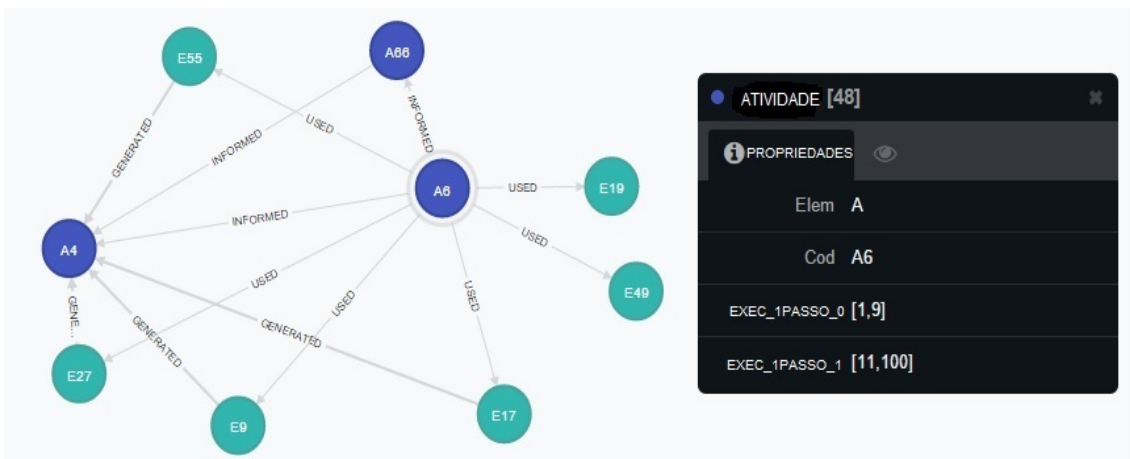 E55
A66
USED
INFORMED
GENERATED
INFORMED
A6
USED
E19
INFORMED
USED
A4
USED
USED
USED
E49
GENE...
GENERATED
GENERATED
E27
E9
E17
ATIVIDADE [48]
PROPRIEDADES
Elem A
Cod A6
EXEC_1PASSO_0 [1,9]
EXEC_1PASSO_1 [11,100]